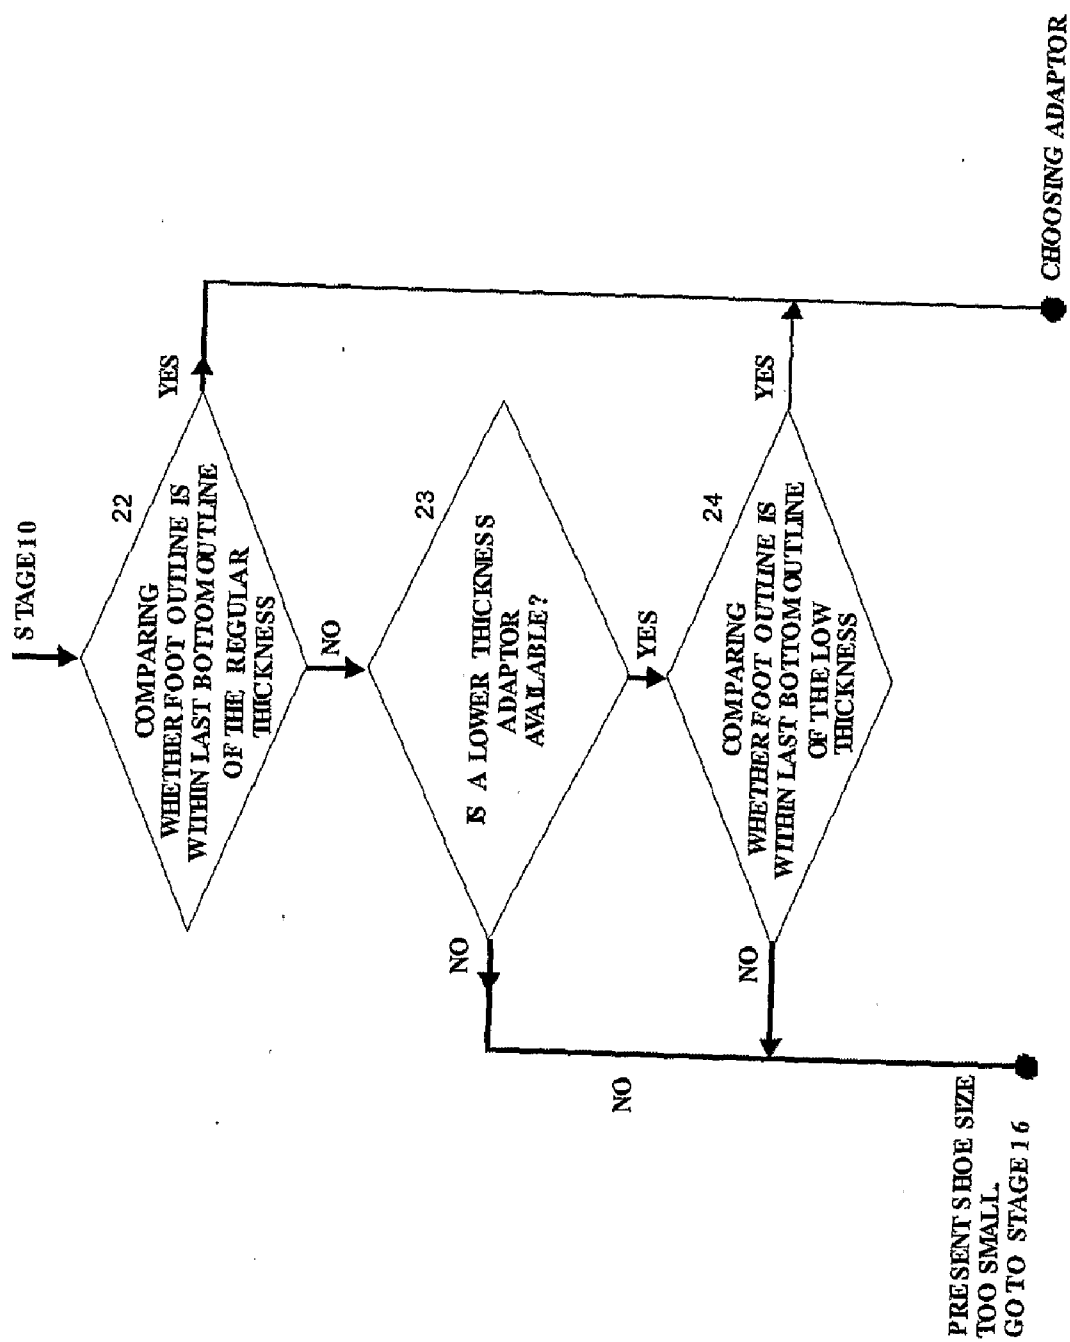 STAGE 10
22
COMPARING
WHETHER FOOT OUTLINE IS
WITHIN LAST BOTTOM OUTLINE
OF THE REGULAR
THICKNESS
YES
NO
23
IS A LOWER THICKNESS
ADAPTOR
AVAILABLE?
NO
YES
24
COMPARING
WHETHER FOOT OUTLINE IS
WITHIN LAST BOTTOM OUTLINE
OF THE LOW
THICKNESS
YES
NO
NO
PRESENT SHOE SIZE
TOO SMALL.
GO TO STAGE 16
CHOOSING ADAPTOR